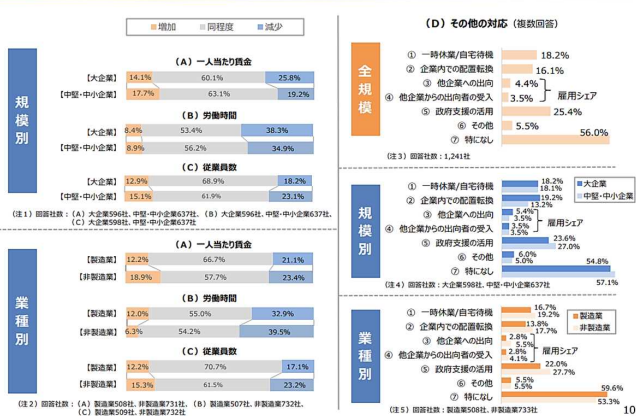 増加 同程度 減少
規模別
（A）一人当たり賃金
【大企業】 14.1% 60.1% 25.8%
【中堅・中小企業】 17.7% 63.1% 19.2%
（B）労働時間
【大企業】 8.4% 53.4% 38.3%
【中堅・中小企業】 8.9% 56.2% 34.9%
（C）従業員数
【大企業】 12.9% 68.9% 18.2%
【中堅・中小企業】 15.1% 61.9% 23.1%
（注１）回答社数：（A）大企業596社、中堅・中小企業637社、（B）大企業596社、中堅・中小企業637社、
（C）大企業598社、中堅・中小企業637社
業種別
（A）一人当たり賃金
【製造業】 12.2% 66.7% 21.1%
【非製造業】 18.9% 57.7% 23.4%
（B）労働時間
【製造業】 12.0% 55.0% 32.9%
【非製造業】 6.3% 54.2% 39.5%
（C）従業員数
【製造業】 12.2% 70.7% 17.1%
【非製造業】 15.3% 61.5% 23.2%
（注２）回答社数：（A）製造業508社、非製造業731社、（B）製造業507社、非製造業732社、
（C）製造業509社、非製造業732社
（D）その他の対応（複数回答）
全規模
① 一時休業/自宅待機 18.2%
② 企業内での配置転換 16.1%
③ 他企業への出向 4.4%
④ 他企業からの出向者の受入 3.5%
雇用シェア
⑤ 政府支援の活用 25.4%
⑥ その他 5.5%
⑦ 特になし 56.0%
（注３）回答社数：1,241社
規模別
大企業
中堅・中小企業
① 一時休業/自宅待機 18.2% 18.1%
② 企業内での配置転換 19.2% 13.2%
③ 他企業への出向 5.4% 3.5%
④ 他企業からの出向者の受入 3.5% 3.5%
雇用シェア
⑤ 政府支援の活用 23.6% 27.0%
⑥ その他 6.0% 5.0%
⑦ 特になし 54.8% 57.1%
（注４）回答社数：大企業598社、中堅・中小企業637社
業種別
製造業
非製造業
① 一時休業/自宅待機 16.7% 19.2%
② 企業内での配置転換 13.8% 17.7%
③ 他企業への出向 2.8% 5.5%
④ 他企業からの出向者の受入 2.8% 4.1%
雇用シェア
⑤ 政府支援の活用 22.0% 27.7%
⑥ その他 5.5% 5.5%
⑦ 特になし 59.6% 53.3%
（注５）回答社数：製造業508社、非製造業733社
10